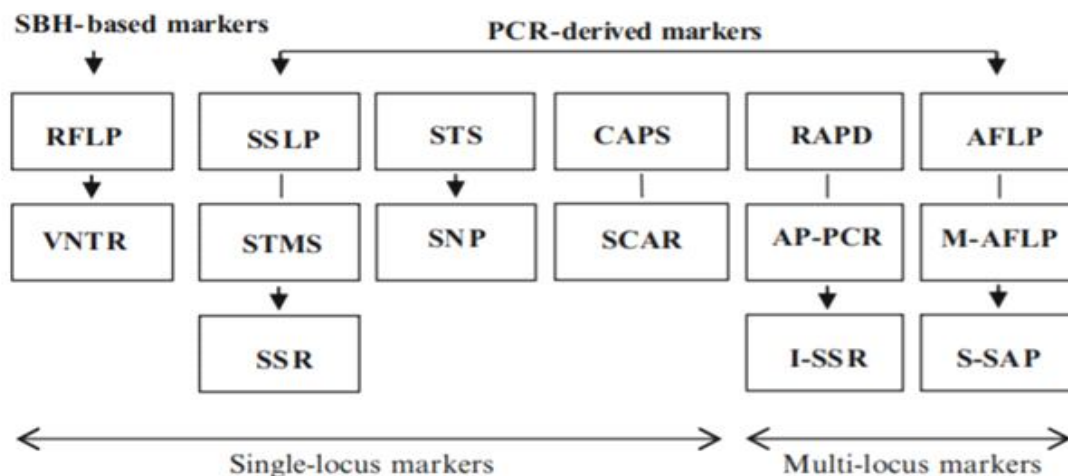 SBH-based markers PCR-derived markers
RFLP SSLP STS CAPS RAPD AFLP
VNTR STMS SNP SCAR AP-PCR M-AFLP
SSR I-SSR S-SAP
Single-locus markers Multi-locus markers